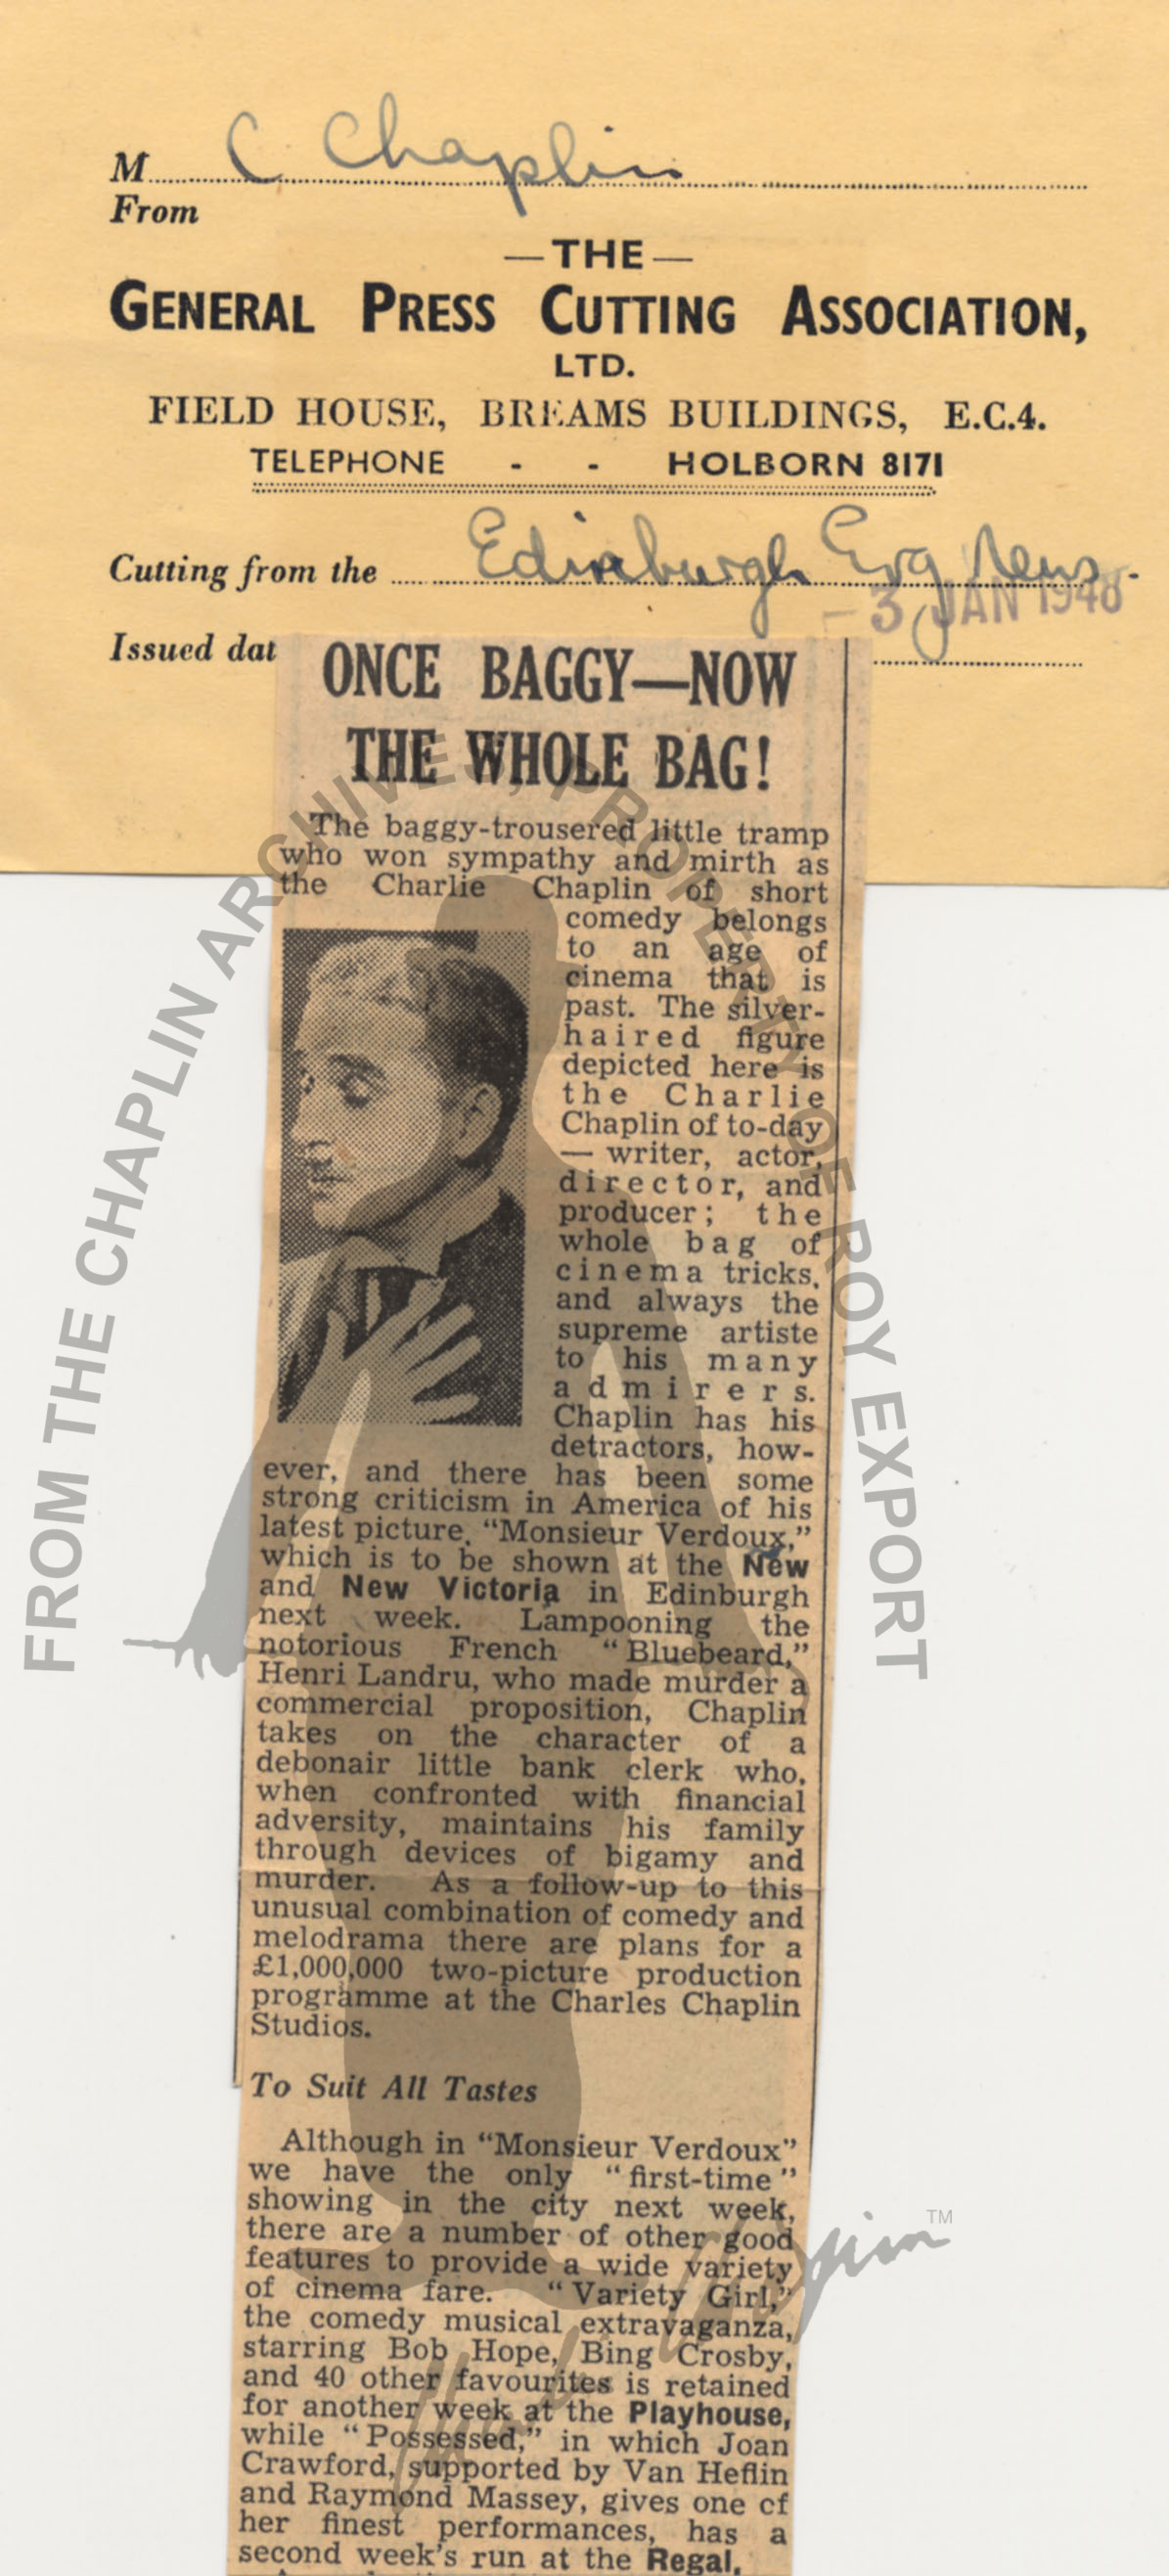 M C Chaplin
From
—THE—
GENERAL PRESS CUTTING ASSOCIATION,
LTD.
FIELD HOUSE, BREAMS BUILDINGS, E.C.4.
TELEPHONE - - HOLBORN 8171
Cutting from the Edinburgh Evg News.
- 3 JAN 1948
Issued dat
ONCE BAGGY—NOW
THE WHOLE BAG!
The baggy-trousered little tramp
who won sympathy and mirth as
the Charlie Chaplin of short
comedy belongs
to an age of
cinema that is
past. The silver-
haired figure
depicted here is
the Charlie
Chaplin of to-day
— writer, actor,
director, and
producer; the
whole bag of
cinema tricks,
and always the
supreme artiste
to his many
admirers.
Chaplin has his
detractors, how-
ever, and there has been some
strong criticism in America of his
latest picture, "Monsieur Verdoux,"
which is to be shown at the New
and New Victoria in Edinburgh
next week. Lampooning the
notorious French "Bluebeard,"
Henri Landru, who made murder a
commercial proposition, Chaplin
takes on the character of a
debonair little bank clerk who,
when confronted with financial
adversity, maintains his family
through devices of bigamy and
murder. As a follow-up to this
unusual combination of comedy and
melodrama there are plans for a
£1,000,000 two-picture production
programme at the Charles Chaplin
Studios.
To Suit All Tastes
Although in "Monsieur Verdoux"
we have the only "first-time"
showing in the city next week,
there are a number of other good
features to provide a wide variety
of cinema fare. "Variety Girl,"
the comedy musical extravaganza,
starring Bob Hope, Bing Crosby,
and 40 other favourites is retained
for another week at the Playhouse,
while "Possessed," in which Joan
Crawford, supported by Van Heflin
and Raymond Massey, gives one of
her finest performances, has a
second week's run at the Regal.
FROM THE CHAPLIN ARCHIVES, PROPERTY OF ROY EXPORT
Charlie Chaplin TM